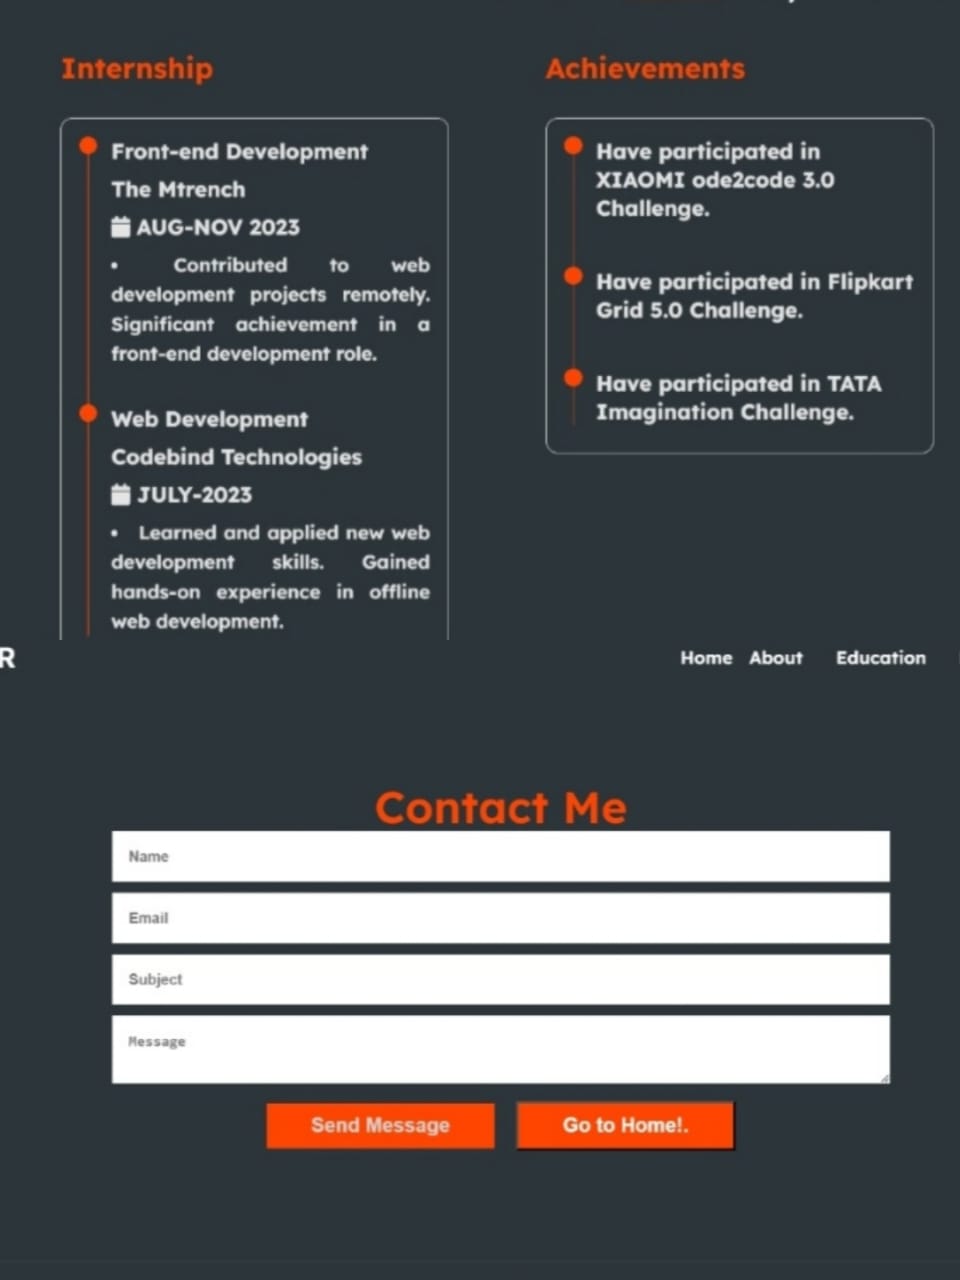 Internship
Front-end Development
The Mtrench
AUG-NOV 2023
• Contributed to web
development projects remotely.
Significant achievement in a
front-end development role.
Web Development
Codebind Technologies
JULY-2023
• Learned and applied new web
development skills. Gained
hands-on experience in offline
web development.
Achievements
Have participated in
XIAOMI ode2code 3.0
Challenge.
Have participated in Flipkart
Grid 5.0 Challenge.
Have participated in TATA
Imagination Challenge.
R
Home About Education
Contact Me
Name
Email
Subject
Message
Send Message Go to Home!.